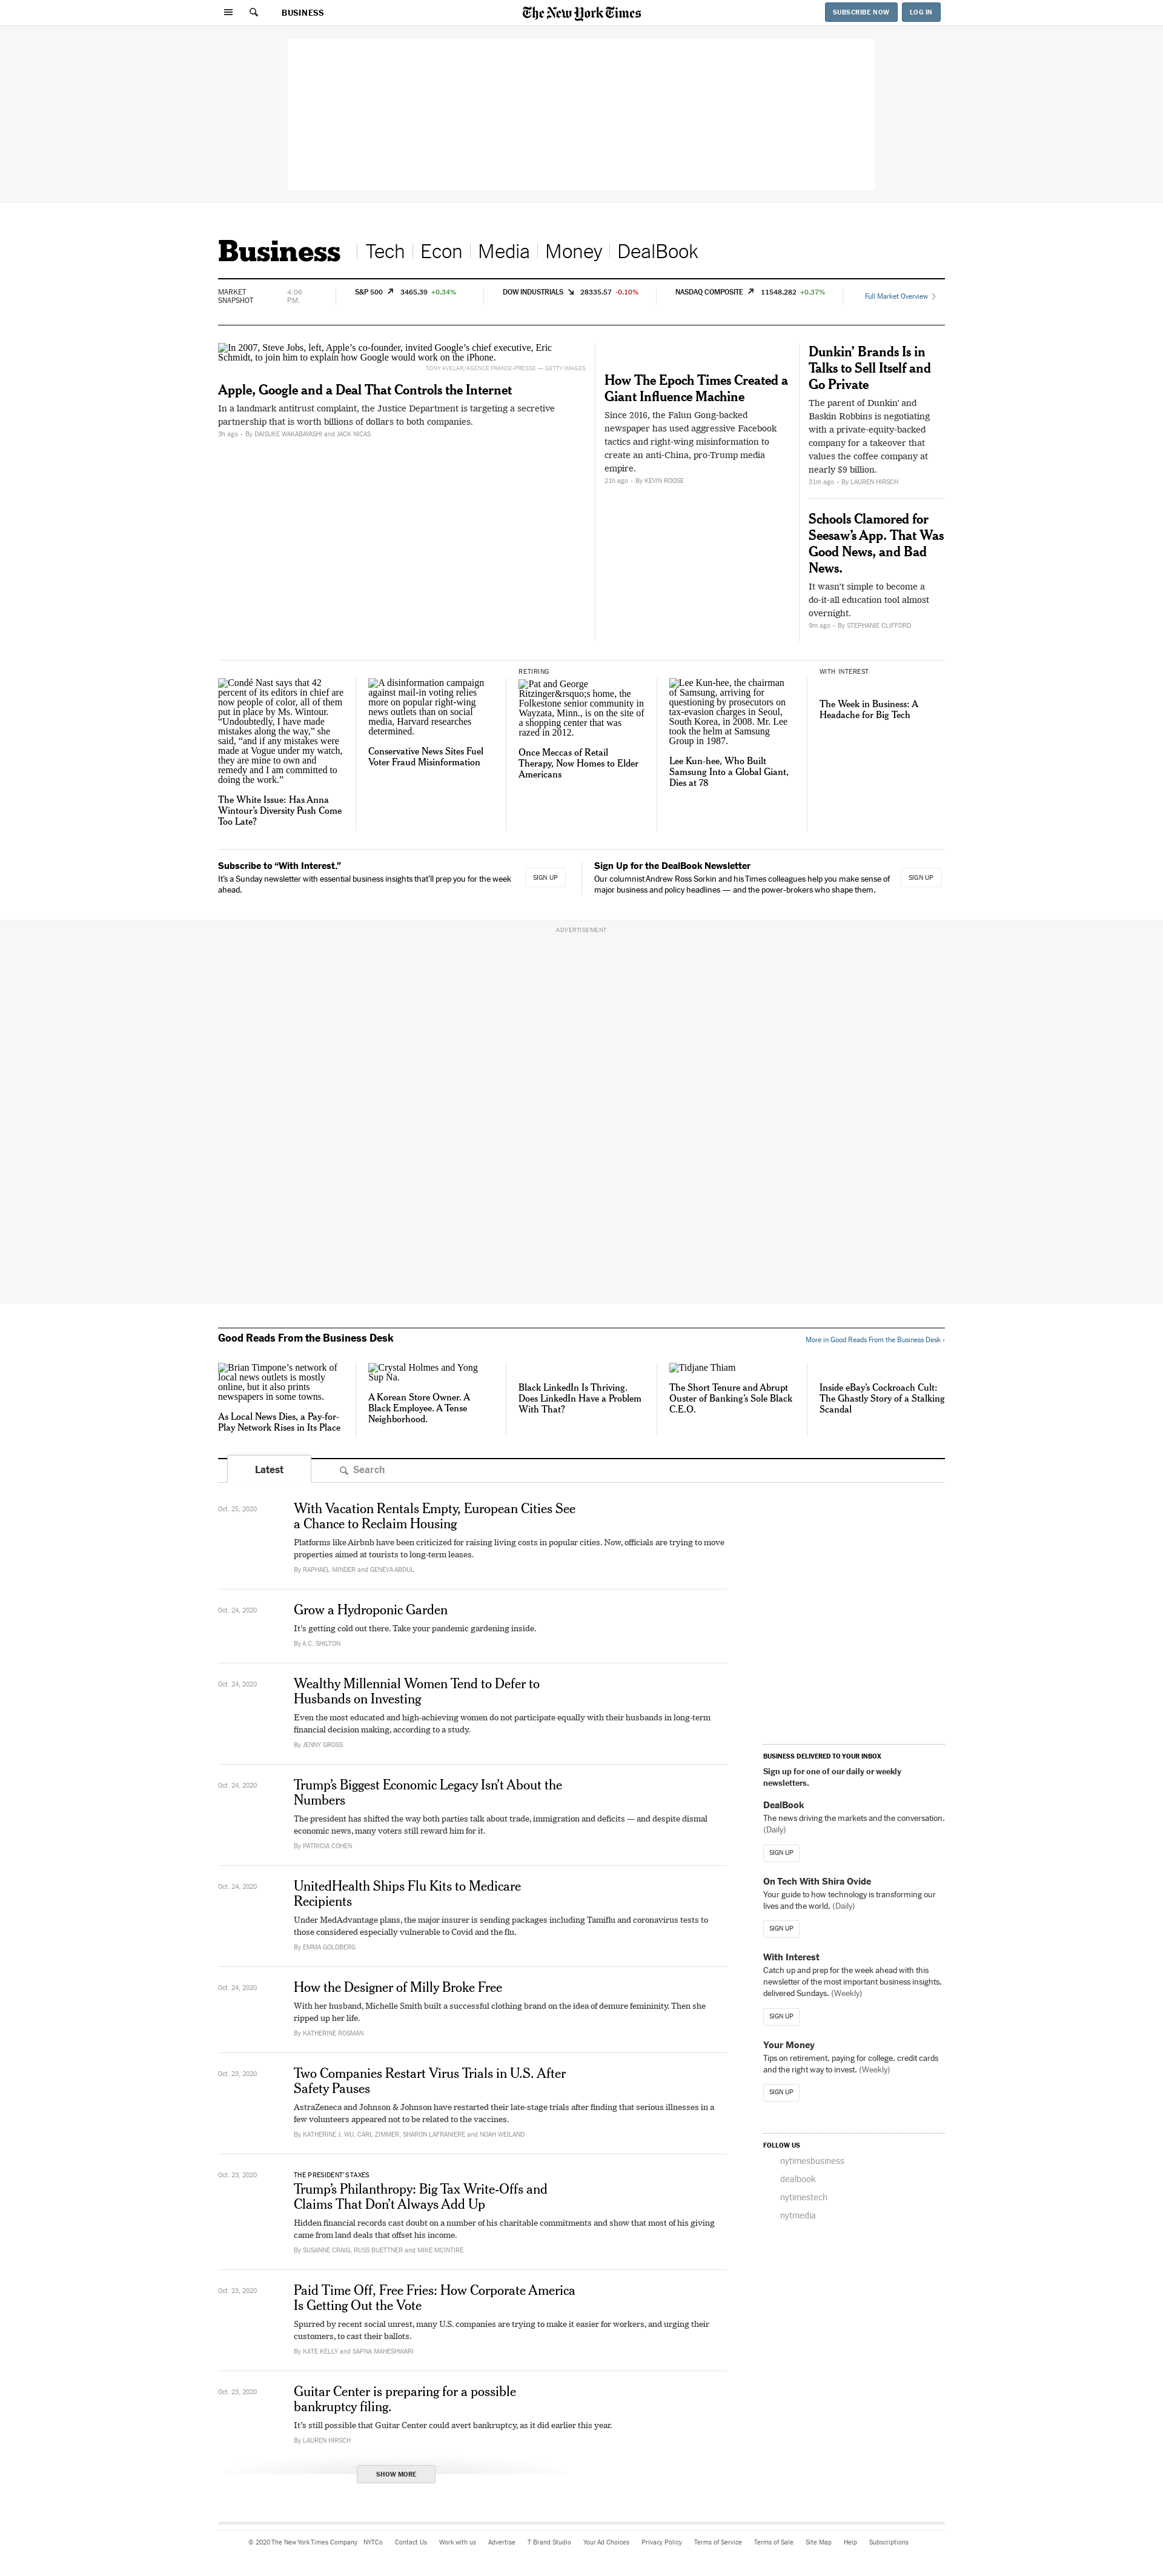 BUSINESS
The New York Times
SUBSCRIBE NOW
LOG IN
Business
Tech
Econ
Media
Money
DealBook
MARKET
SNAPSHOT
4:06
P.M.
S&P 500 3465.39 +0.34%
DOW INDUSTRIALS 28335.57 -0.10%
NASDAQ COMPOSITE 11548.282 +0.37%
Full Market Overview
In 2007, Steve Jobs, left, Apple’s co-founder, invited Google’s chief executive, Eric
Schmidt, to join him to explain how Google would work on the iPhone.
TONY AVELAR/AGENCE FRANCE-PRESSE — GETTY IMAGES
Apple, Google and a Deal That Controls the Internet
In a landmark antitrust complaint, the Justice Department is targeting a secretive
partnership that is worth billions of dollars to both companies.
3h ago • By DAISUKE WAKABAYASHI and JACK NICAS
How The Epoch Times Created a
Giant Influence Machine
Since 2016, the Falun Gong-backed
newspaper has used aggressive Facebook
tactics and right-wing misinformation to
create an anti-China, pro-Trump media
empire.
21h ago • By KEVIN ROOSE
Dunkin’ Brands Is in
Talks to Sell Itself and
Go Private
The parent of Dunkin’ and
Baskin Robbins is negotiating
with a private-equity-backed
company for a takeover that
values the coffee company at
nearly $9 billion.
31m ago • By LAUREN HIRSCH
Schools Clamored for
Seesaw’s App. That Was
Good News, and Bad
News.
It wasn’t simple to become a
do-it-all education tool almost
overnight.
9m ago • By STEPHANIE CLIFFORD
Condé Nast says that 42
percent of its editors in chief are
now people of color, all of them
put in place by Ms. Wintour.
“Undoubtedly, I have made
mistakes along the way,” she
said, “and if any mistakes were
made at Vogue under my watch,
they are mine to own and
remedy and I am committed to
doing the work.”
The White Issue: Has Anna
Wintour’s Diversity Push Come
Too Late?
A disinformation campaign
against mail-in voting relies
more on popular right-wing
news outlets than on social
media, Harvard researches
determined.
Conservative News Sites Fuel
Voter Fraud Misinformation
RETIRING
Pat and George
Ritzinger&rsquo;s home, the
Folkestone senior community in
Wayzata, Minn., is on the site of
a shopping center that was
razed in 2012.
Once Meccas of Retail
Therapy, Now Homes to Elder
Americans
Lee Kun-hee, the chairman
of Samsung, arriving for
questioning by prosecutors on
tax-evasion charges in Seoul,
South Korea, in 2008. Mr. Lee
took the helm at Samsung
Group in 1987.
Lee Kun-hee, Who Built
Samsung Into a Global Giant,
Dies at 78
WITH INTEREST
The Week in Business: A
Headache for Big Tech
Subscribe to “With Interest.”
It’s a Sunday newsletter with essential business insights that’ll prep you for the week
ahead.
SIGN UP
Sign Up for the DealBook Newsletter
Our columnist Andrew Ross Sorkin and his Times colleagues help you make sense of
major business and policy headlines — and the power-brokers who shape them.
SIGN UP
ADVERTISEMENT
Good Reads From the Business Desk
More in Good Reads From the Business Desk ›
Brian Timpone’s network of
local news outlets is mostly
online, but it also prints
newspapers in some towns.
As Local News Dies, a Pay-for-
Play Network Rises in Its Place
Crystal Holmes and Yong
Sup Na.
A Korean Store Owner. A
Black Employee. A Tense
Neighborhood.
Black LinkedIn Is Thriving.
Does LinkedIn Have a Problem
With That?
Tidjane Thiam
The Short Tenure and Abrupt
Ouster of Banking’s Sole Black
C.E.O.
Inside eBay’s Cockroach Cult:
The Ghastly Story of a Stalking
Scandal
Latest
Search
Oct. 25, 2020
With Vacation Rentals Empty, European Cities See
a Chance to Reclaim Housing
Platforms like Airbnb have been criticized for raising living costs in popular cities. Now, officials are trying to move
properties aimed at tourists to long-term leases.
By RAPHAEL MINDER and GENEVA ABDUL
Oct. 24, 2020
Grow a Hydroponic Garden
It’s getting cold out there. Take your pandemic gardening inside.
By A.C. SHILTON
Oct. 24, 2020
Wealthy Millennial Women Tend to Defer to
Husbands on Investing
Even the most educated and high-achieving women do not participate equally with their husbands in long-term
financial decision making, according to a study.
By JENNY GROSS
Oct. 24, 2020
Trump’s Biggest Economic Legacy Isn’t About the
Numbers
The president has shifted the way both parties talk about trade, immigration and deficits — and despite dismal
economic news, many voters still reward him for it.
By PATRICIA COHEN
Oct. 24, 2020
UnitedHealth Ships Flu Kits to Medicare
Recipients
Under MedAdvantage plans, the major insurer is sending packages including Tamiflu and coronavirus tests to
those considered especially vulnerable to Covid and the flu.
By EMMA GOLDBERG
Oct. 24, 2020
How the Designer of Milly Broke Free
With her husband, Michelle Smith built a successful clothing brand on the idea of demure femininity. Then she
ripped up her life.
By KATHERINE ROSMAN
Oct. 23, 2020
Two Companies Restart Virus Trials in U.S. After
Safety Pauses
AstraZeneca and Johnson & Johnson have restarted their late-stage trials after finding that serious illnesses in a
few volunteers appeared not to be related to the vaccines.
By KATHERINE J. WU, CARL ZIMMER, SHARON LAFRANIERE and NOAH WEILAND
Oct. 23, 2020
THE PRESIDENT’S TAXES
Trump’s Philanthropy: Big Tax Write-Offs and
Claims That Don’t Always Add Up
Hidden financial records cast doubt on a number of his charitable commitments and show that most of his giving
came from land deals that offset his income.
By SUSANNE CRAIG, RUSS BUETTNER and MIKE MCINTIRE
Oct. 23, 2020
Paid Time Off, Free Fries: How Corporate America
Is Getting Out the Vote
Spurred by recent social unrest, many U.S. companies are trying to make it easier for workers, and urging their
customers, to cast their ballots.
By KATE KELLY and SAPNA MAHESHWARI
Oct. 23, 2020
Guitar Center is preparing for a possible
bankruptcy filing.
It’s still possible that Guitar Center could avert bankruptcy, as it did earlier this year.
By LAUREN HIRSCH
SHOW MORE
BUSINESS DELIVERED TO YOUR INBOX
Sign up for one of our daily or weekly
newsletters.
DealBook
The news driving the markets and the conversation.
(Daily)
SIGN UP
On Tech With Shira Ovide
Your guide to how technology is transforming our
lives and the world. (Daily)
SIGN UP
With Interest
Catch up and prep for the week ahead with this
newsletter of the most important business insights,
delivered Sundays. (Weekly)
SIGN UP
Your Money
Tips on retirement, paying for college, credit cards
and the right way to invest. (Weekly)
SIGN UP
FOLLOW US
nytimesbusiness
dealbook
nytimestech
nytmedia
© 2020 The New York Times Company NYTCo Contact Us Work with us Advertise T Brand Studio Your Ad Choices Privacy Policy Terms of Service Terms of Sale Site Map Help Subscriptions